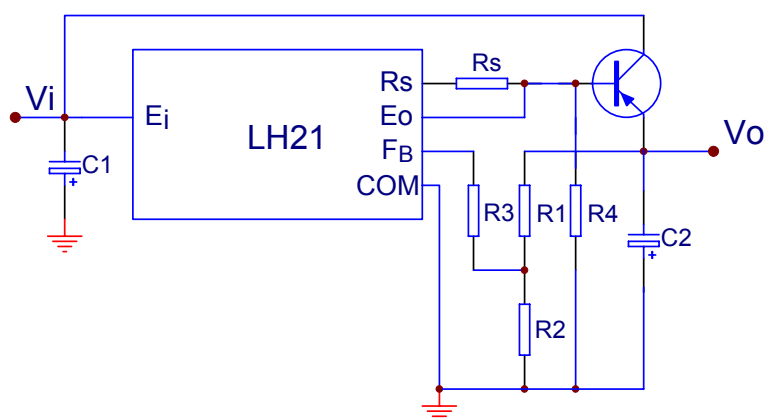 Vi
Ei
LH21
Rs
Eo
FB
COM
Rs
Vo
C1
+
R3
R1
R4
C2
+
R2